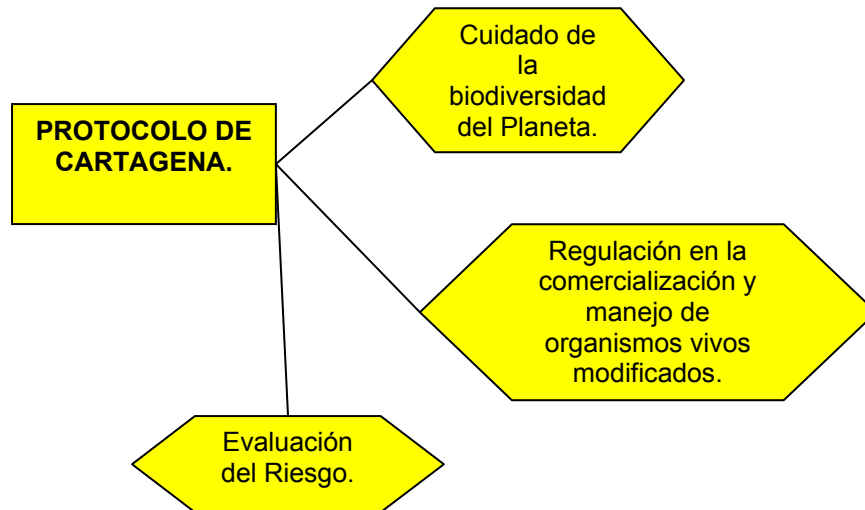 PROTOCOLO DE
CARTAGENA.
Cuidado de
la
biodiversidad
del Planeta.
Regulación en la
comercialización y
manejo de
organismos vivos
modificados.
Evaluación
del Riesgo.